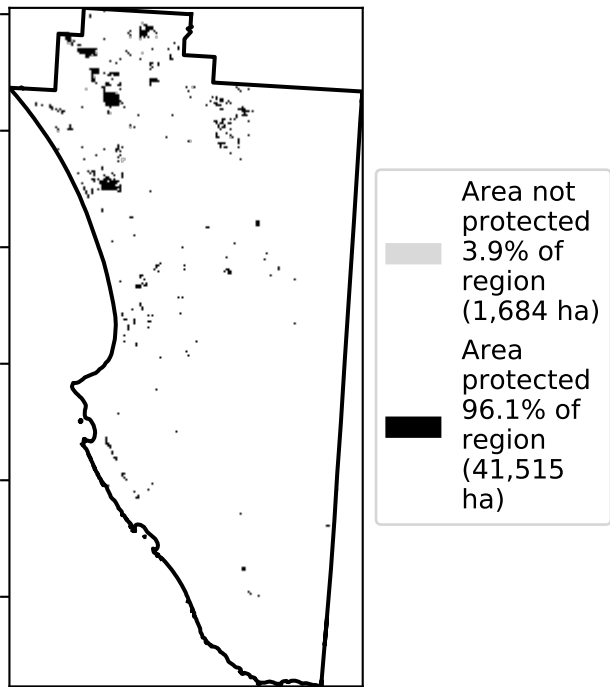 Area not
protected
3.9% of
region
(1,684 ha)
Area
protected
96.1% of
region
(41,515
ha)